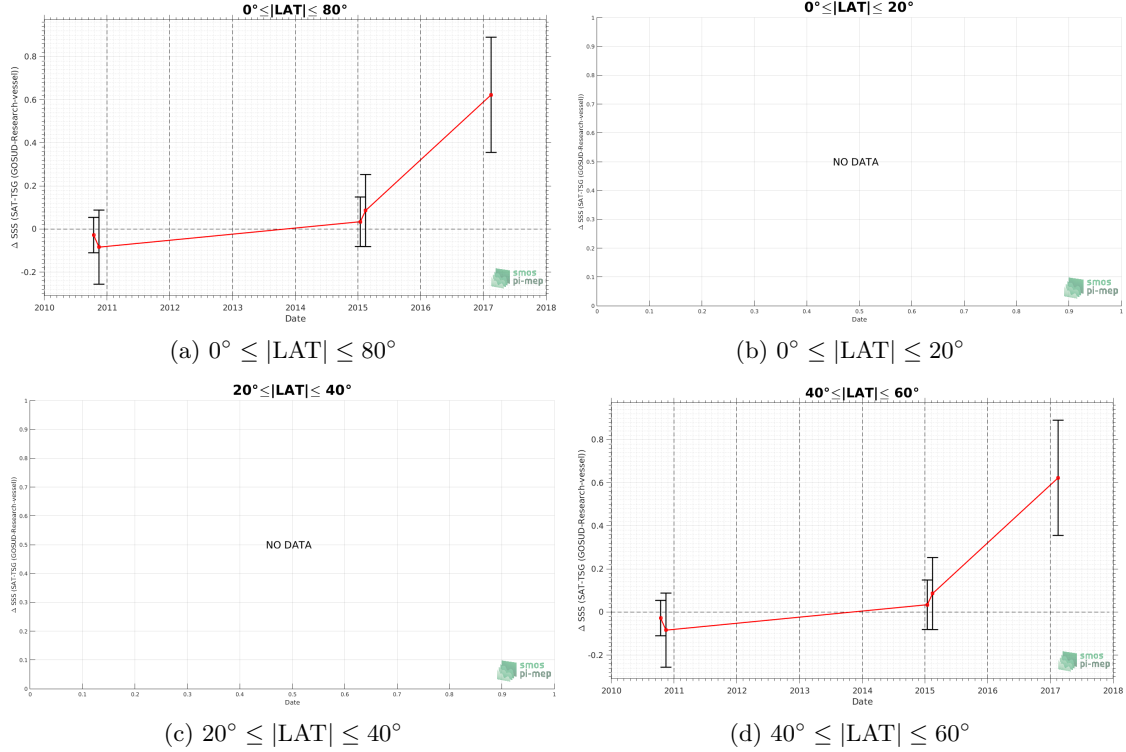 0°≤|LAT|≤ 80°
Δ SSS (SAT-TSG (GOSUD-Research-vessel))
0.8
0.6
0.4
0.2
0
-0.2
2010 2011 2012 2013 2014 2015 2016 2017 2018
Date
smos
pi-mep
(a) 0° ≤ |LAT| ≤ 80°
0°≤|LAT|≤ 20°
Δ SSS (SAT-TSG (GOSUD-Research-vessel))
1
0.9
0.8
0.7
0.6
0.5
0.4
0.3
0.2
0.1
0
NO DATA
0 0.1 0.2 0.3 0.4 0.5 0.6 0.7 0.8 0.9 1
Date
smos
pi-mep
(b) 0° ≤ |LAT| ≤ 20°
20°≤|LAT|≤ 40°
Δ SSS (SAT-TSG (GOSUD-Research-vessel))
1
0.9
0.8
0.7
0.6
0.5
0.4
0.3
0.2
0.1
0
NO DATA
0 0.1 0.2 0.3 0.4 0.5 0.6 0.7 0.8 0.9 1
Date
smos
pi-mep
(c) 20° ≤ |LAT| ≤ 40°
40°≤|LAT|≤ 60°
Δ SSS (SAT-TSG (GOSUD-Research-vessel))
0.8
0.6
0.4
0.2
0
-0.2
2010 2011 2012 2013 2014 2015 2016 2017 2018
Date
smos
pi-mep
(d) 40° ≤ |LAT| ≤ 60°